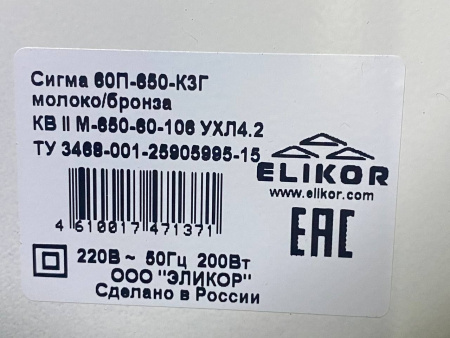 Сигма 60П-650-К3Г
молоко/бронза
КВ II М-650-60-106 УХЛ4.2
ТУ 3468-001-25905995-15
ELIKOR
www.elikor.com
4 610017 471371
EAC
220В ~ 50Гц 200Вт
ООО "ЭЛИКОР"
Сделано в России